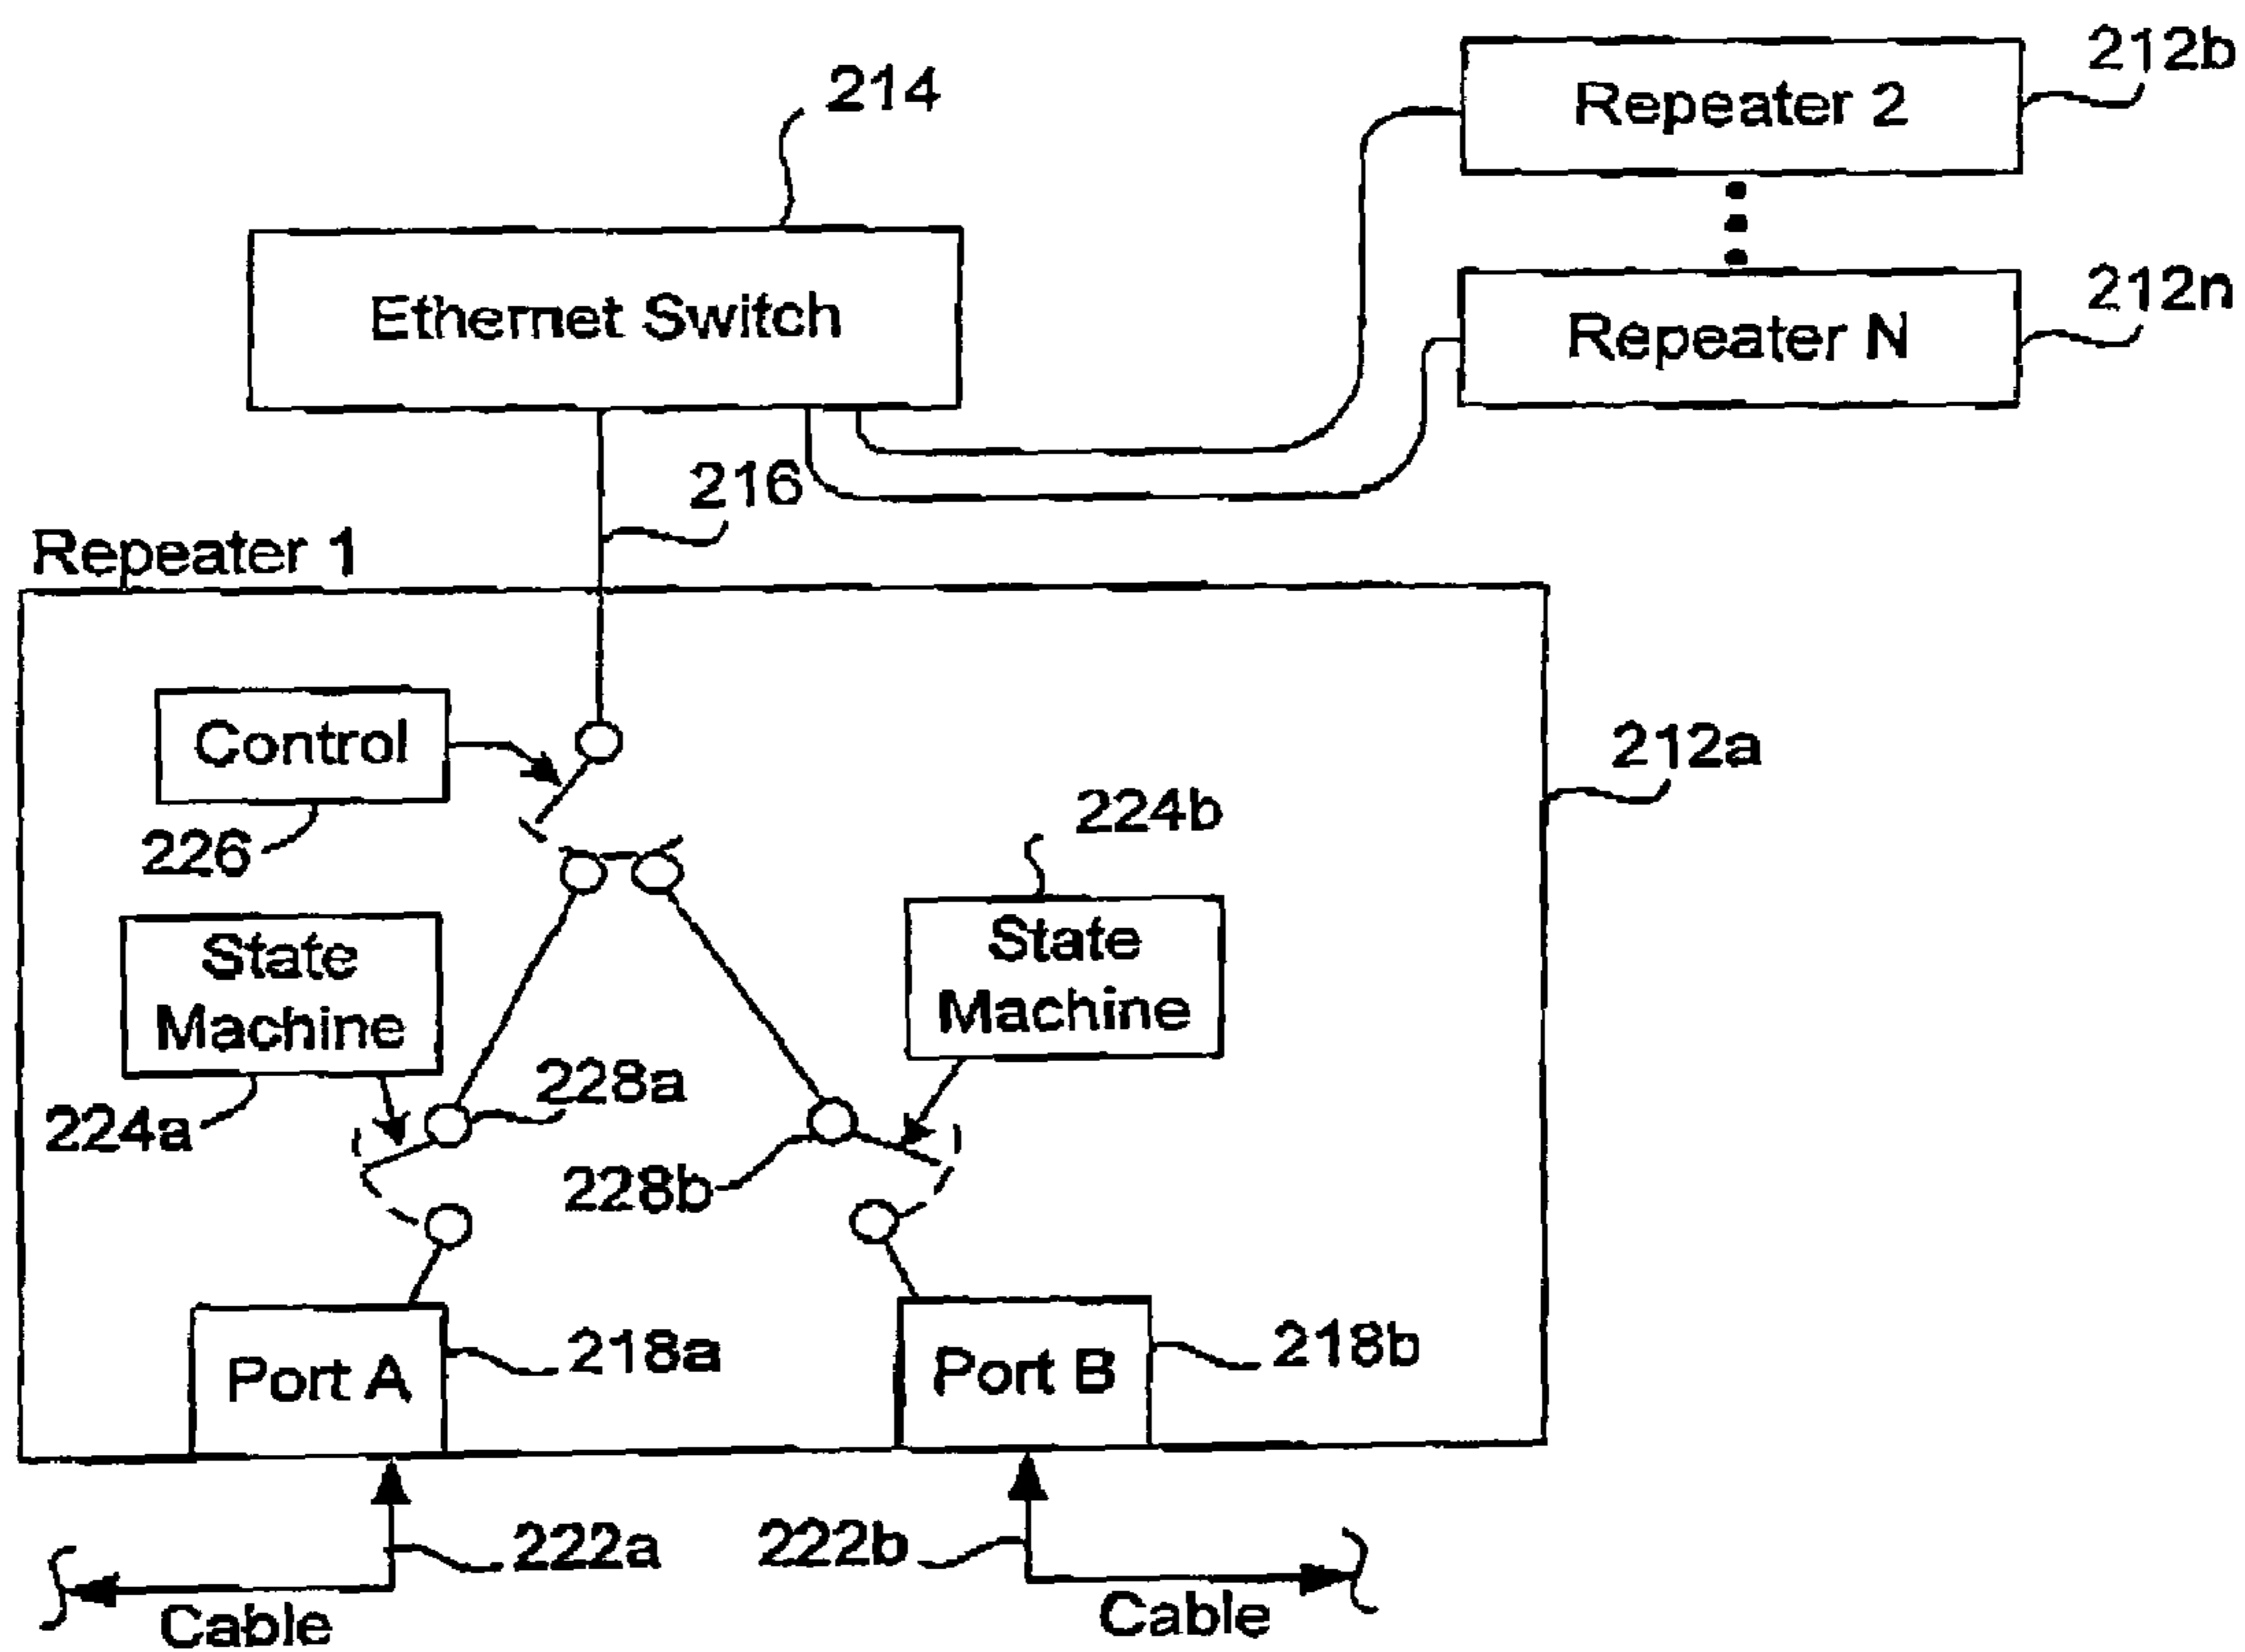 212b
Repeater 2
214
212n
Ethernet Switch
Repeater N
216
Repeater 1
Control
212a
224b
226
State
Machine
State
Machine
228a
224a
228b
218a
218b
Port A
Port B
222a
222b
Cable
Cable